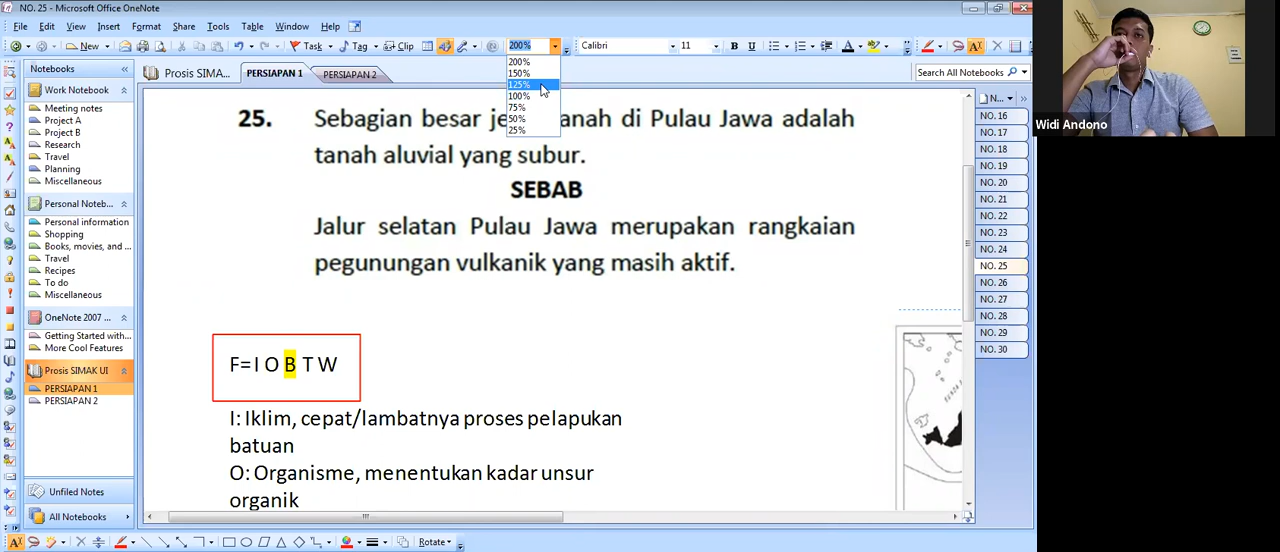 NO. 25 - Microsoft Office OneNote
File Edit View Insert Format Share Tools Table Window Help
New Task Tag Clip 200% Calibri 11 B U A
Notebooks «
Prosis SIMA... PERSIAPAN 1 PERSIAPAN 2 Search All Notebooks
200%
150%
125%
100%
75%
50%
25%
Work Notebook
Meeting notes
Project A
Project B
Research
Travel
Planning
Miscellaneous
Personal Noteb...
Personal information
Shopping
Books, movies, and ...
Travel
Recipes
To do
Miscellaneous
OneNote 2007 ...
Getting Started with...
More Cool Features
Prosis SIMAK UI
PERSIAPAN 1
PERSIAPAN 2
Unfiled Notes
All Notebooks
25. Sebagian besar je anah di Pulau Jawa adalah
tanah aluvial yang subur.
SEBAB
Jalur selatan Pulau Jawa merupakan rangkaian
pegunungan vulkanik yang masih aktif.
F=I O B T W
I: Iklim, cepat/lambatnya proses pelapukan
batuan
O: Organisme, menentukan kadar unsur
organik
N...
NO. 16
NO. 17
NO. 18
NO. 19
NO. 20
NO. 21
NO. 22
NO. 23
NO. 24
NO. 25
NO. 26
NO. 27
NO. 28
NO. 29
NO. 30
Rotate
Widi Andono